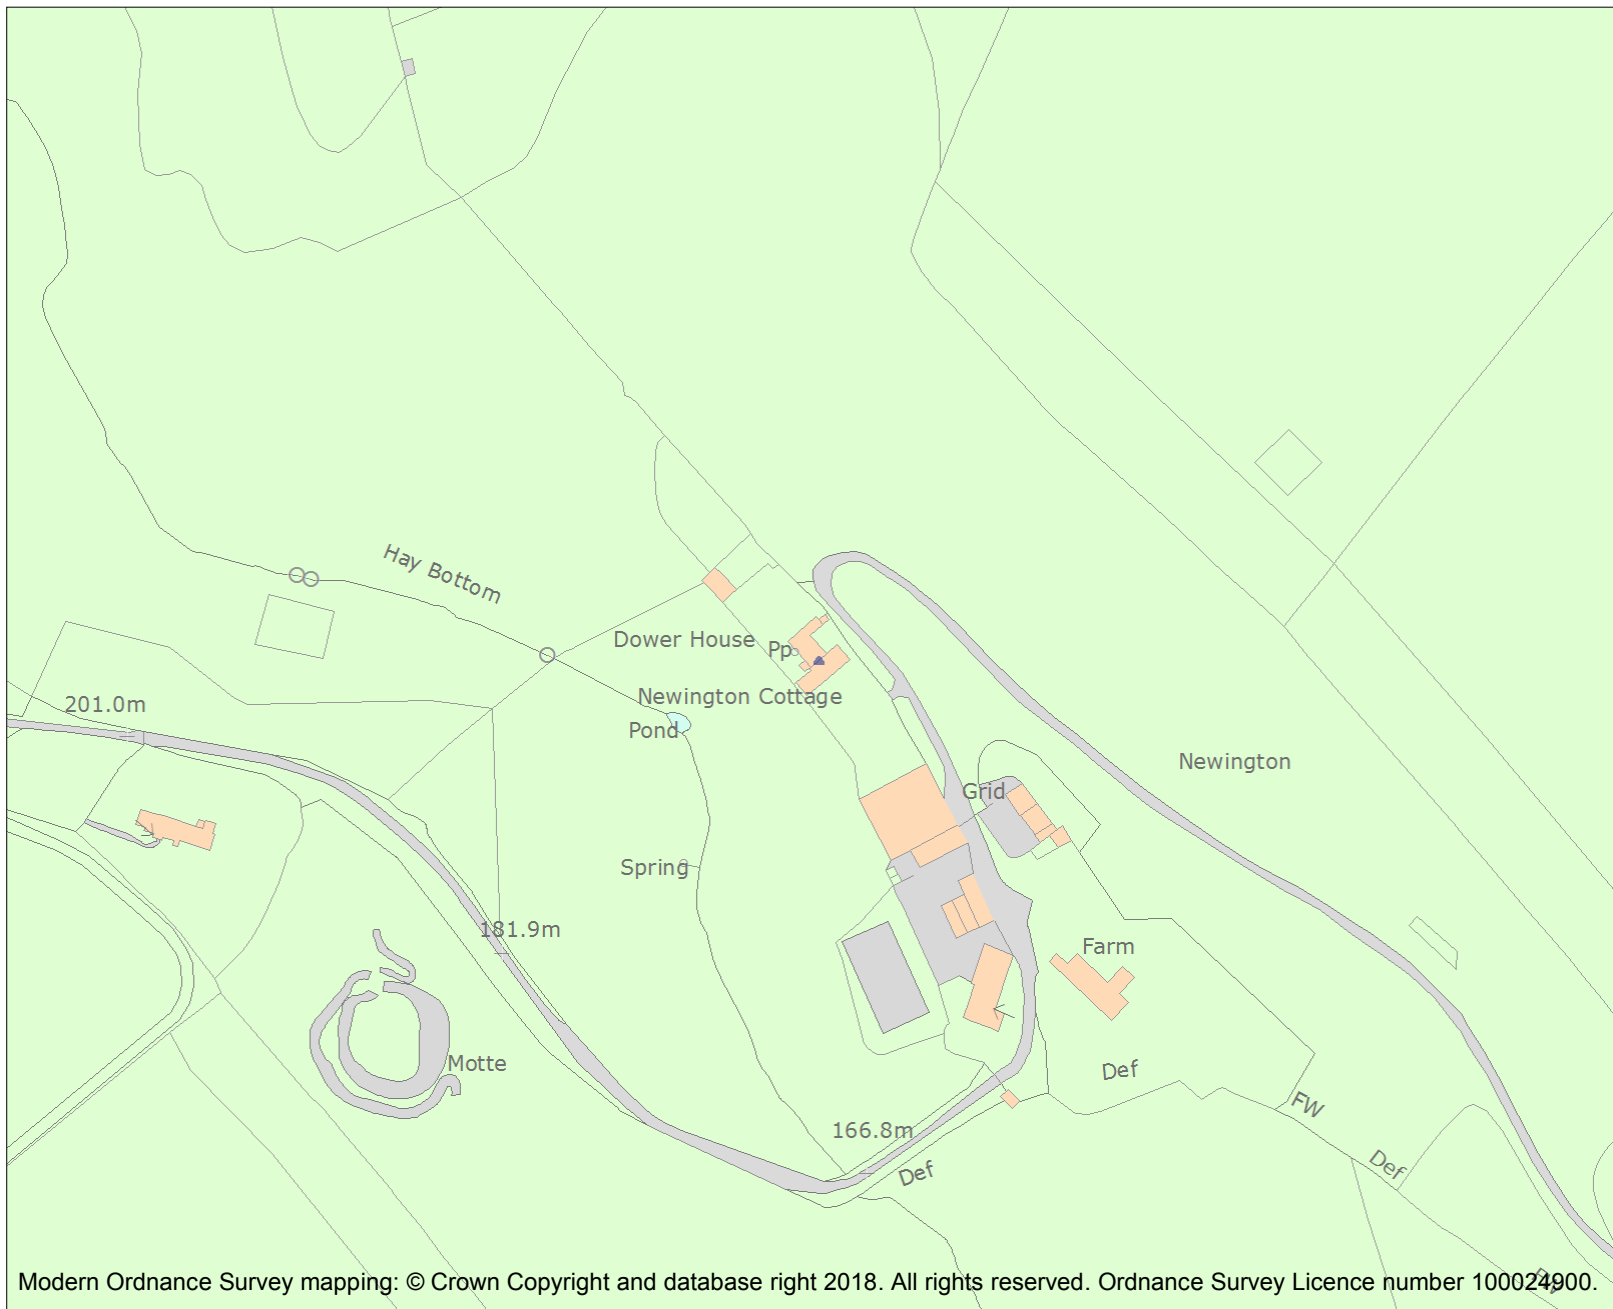 Hay Bottom
Dower House
Pp
Newington Cottage
201.0m
Pond
Newington
Grid
Spring
181.9m
Farm
Motte
Def
FW
166.8m
Def
Def
FW
Modern Ordnance Survey mapping: © Crown Copyright and database right 2018. All rights reserved. Ordnance Survey Licence number 100024900.